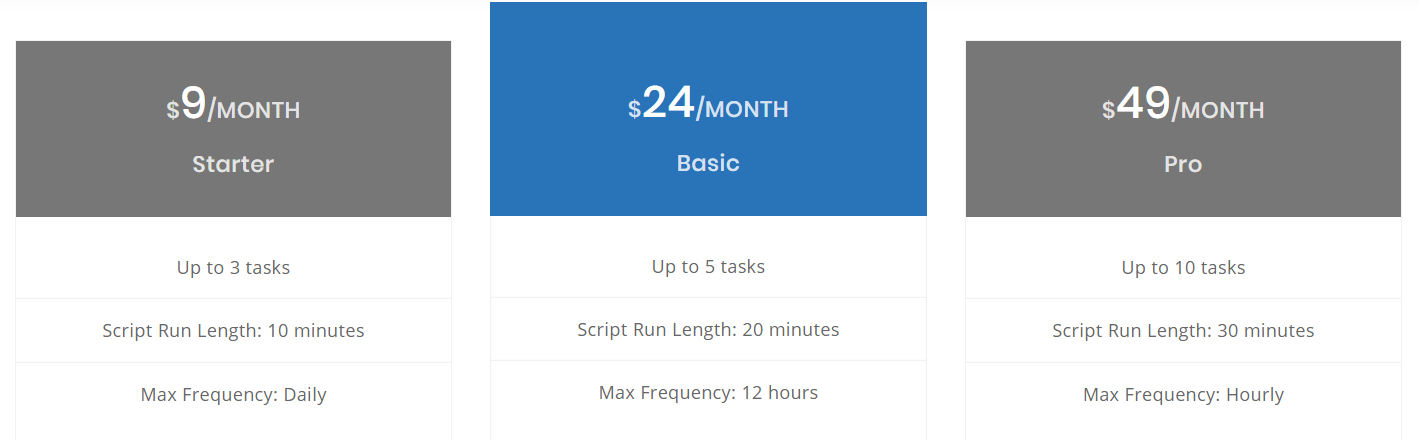 $9/MONTH
Starter
Up to 3 tasks
Script Run Length: 10 minutes
Max Frequency: Daily
$24/MONTH
Basic
Up to 5 tasks
Script Run Length: 20 minutes
Max Frequency: 12 hours
$49/MONTH
Pro
Up to 10 tasks
Script Run Length: 30 minutes
Max Frequency: Hourly